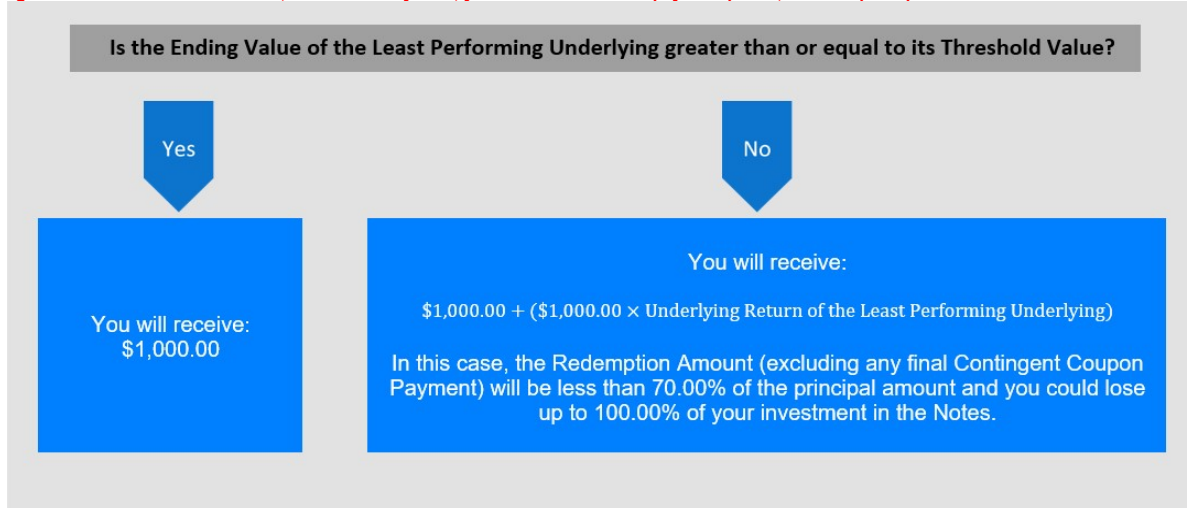 Is the Ending Value of the Least Performing Underlying greater than or equal to its Threshold Value?
Yes
No
You will receive:
$1,000.00
You will receive:
$1,000.00 + ($1,000.00 × Underlying Return of the Least Performing Underlying)
In this case, the Redemption Amount (excluding any final Contingent Coupon
Payment) will be less than 70.00% of the principal amount and you could lose
up to 100.00% of your investment in the Notes.